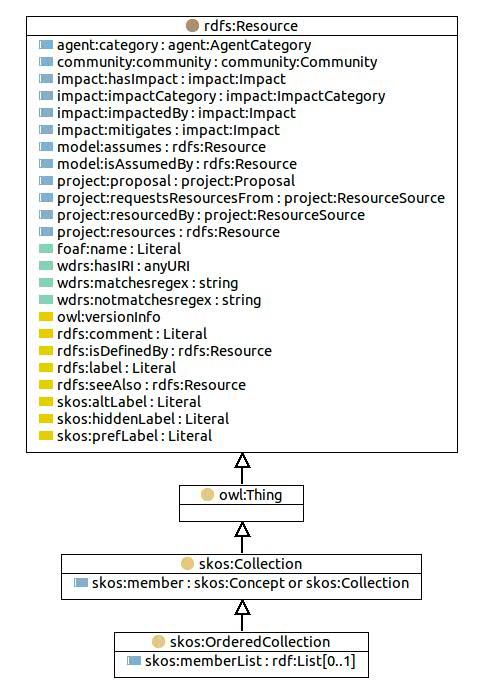 rdfs:Resource
agent:category : agent:AgentCategory
community:community : community:Community
impact:hasImpact : impact:Impact
impact:impactCategory : impact:ImpactCategory
impact:impactedBy : impact:Impact
impact:mitigates : impact:Impact
model:assumes : rdfs:Resource
model:isAssumedBy : rdfs:Resource
project:proposal : project:Proposal
project:requestsResourcesFrom : project:ResourceSource
project:resourcedBy : project:ResourceSource
project:resources : rdfs:Resource
foaf:name : Literal
wdrs:hasIRI : anyURI
wdrs:matchesregex : string
wdrs:notmatchesregex : string
owl:versionInfo
rdfs:comment : Literal
rdfs:isDefinedBy : rdfs:Resource
rdfs:label : Literal
rdfs:seeAlso : rdfs:Resource
skos:altLabel : Literal
skos:hiddenLabel : Literal
skos:prefLabel : Literal
owl:Thing
skos:Collection
skos:member : skos:Concept or skos:Collection
skos:OrderedCollection
skos:memberList : rdf:List[0..1]